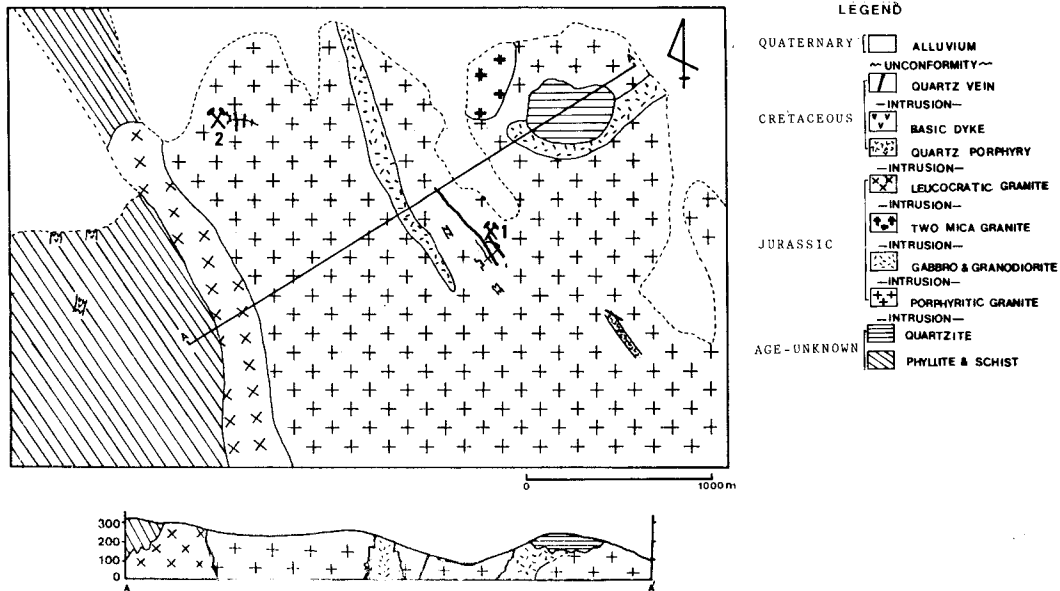 LEGEND
QUATERNARY
ALLUVIUM
UNCONFORMITY
QUARTZ VEIN
—INTRUSION—
CRETACEOUS
BASIC DYKE
QUARTZ PORPHYRY
—INTRUSION—
LEUCOCRATIC GRANITE
—INTRUSION—
TWO MICA GRANITE
JURASSIC
—INTRUSION—
GABBRO & GRANODIORITE
—INTRUSION—
PORPHYRITIC GRANITE
—INTRUSION—
AGE-UNKNOWN
QUARTZITE
PHYLLITE & SCHIST
2
1
A
0 1000m
300
200
100
0
A A'